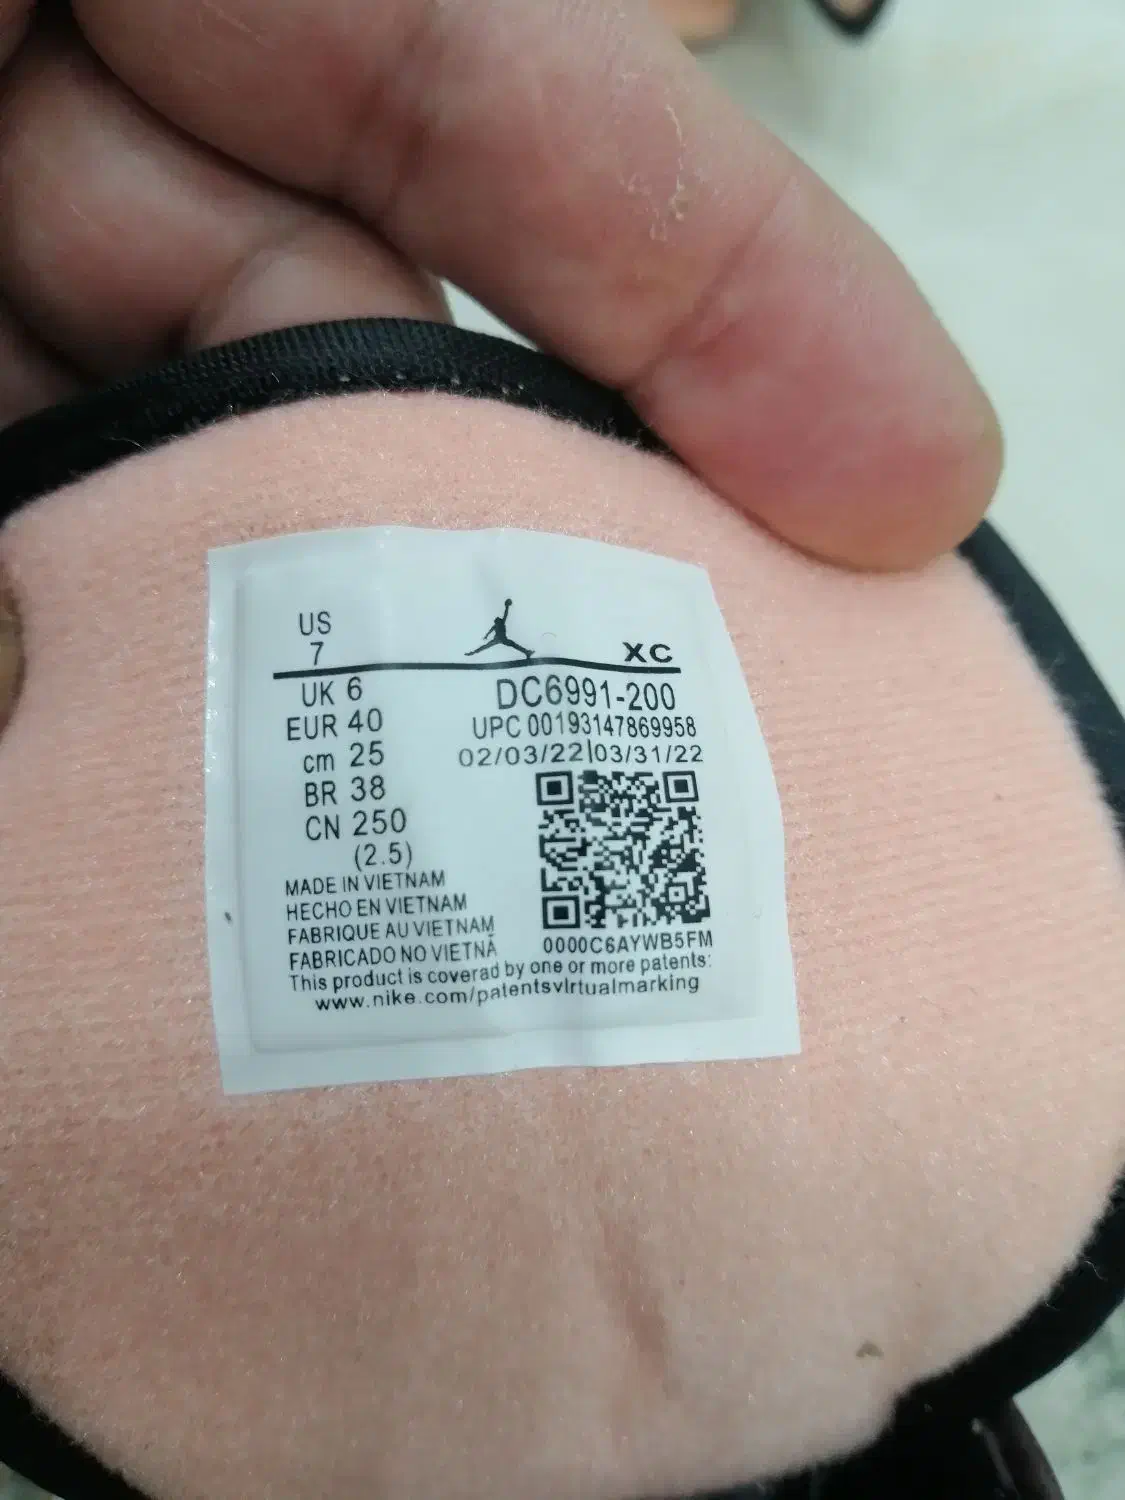 US
7
XC
UK 6
EUR 40
cm 25
BR 38
CN 250
(2.5)
DC6991-200
UPC 00193147869958
02/03/22|03/31/22
0000C6AYWB5FM
MADE IN VIETNAM
HECHO EN VIETNAM
FABRIQUE AU VIETNAM
FABRICADO NO VIETNÃ
This product is coverad by one or more patents:
www.nike.com/patentsvlrtualmarking